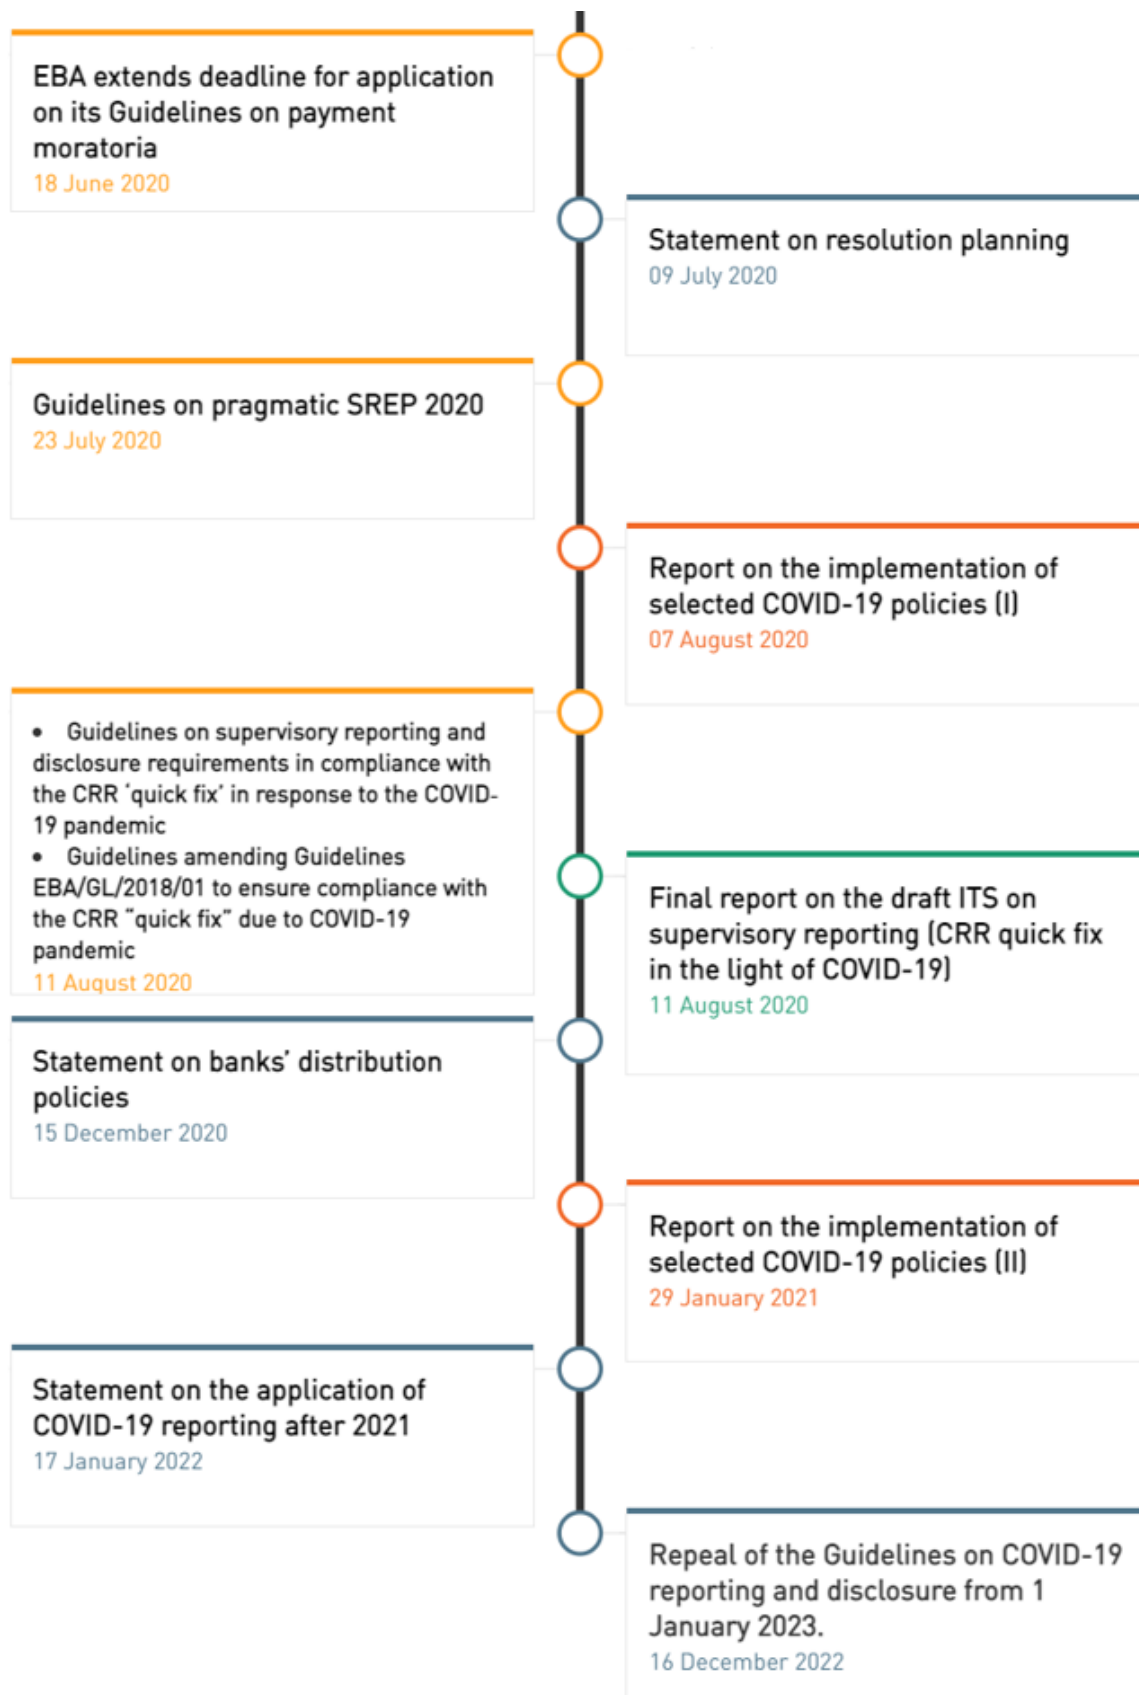 EBA extends deadline for application
on its Guidelines on payment
moratoria
18 June 2020
Statement on resolution planning
09 July 2020
Guidelines on pragmatic SREP 2020
23 July 2020
Report on the implementation of
selected COVID-19 policies (I)
07 August 2020
• Guidelines on supervisory reporting and
disclosure requirements in compliance with
the CRR ‘quick fix’ in response to the COVID-
19 pandemic
• Guidelines amending Guidelines
EBA/GL/2018/01 to ensure compliance with
the CRR “quick fix” due to COVID-19
pandemic
11 August 2020
Final report on the draft ITS on
supervisory reporting (CRR quick fix
in the light of COVID-19)
11 August 2020
Statement on banks’ distribution
policies
15 December 2020
Report on the implementation of
selected COVID-19 policies (II)
29 January 2021
Statement on the application of
COVID-19 reporting after 2021
17 January 2022
Repeal of the Guidelines on COVID-19
reporting and disclosure from 1
January 2023.
16 December 2022